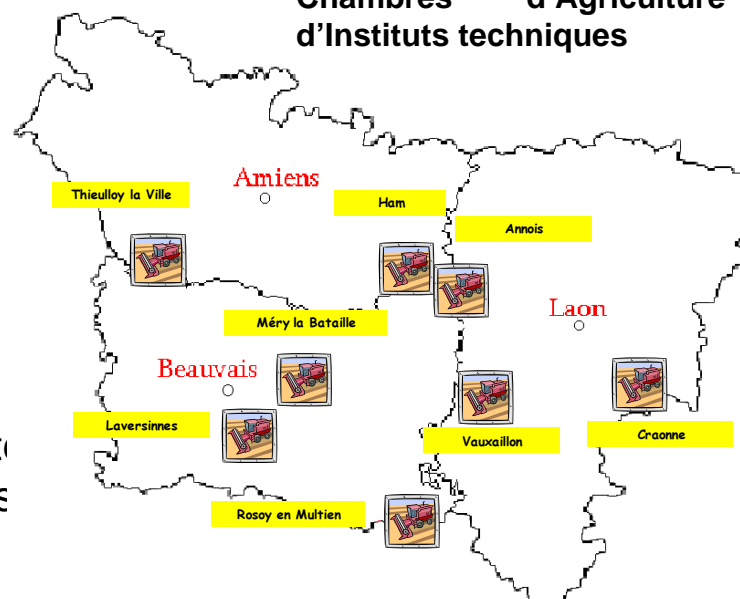 Chambres d'Agriculture
d'Instituts techniques
Amiens
Thieulloy la Ville
Ham
Annois
Laon
Méry la Bataille
Beauvais
Laversinnes
Vauxaillon
Craonne
Rosoy en Multien